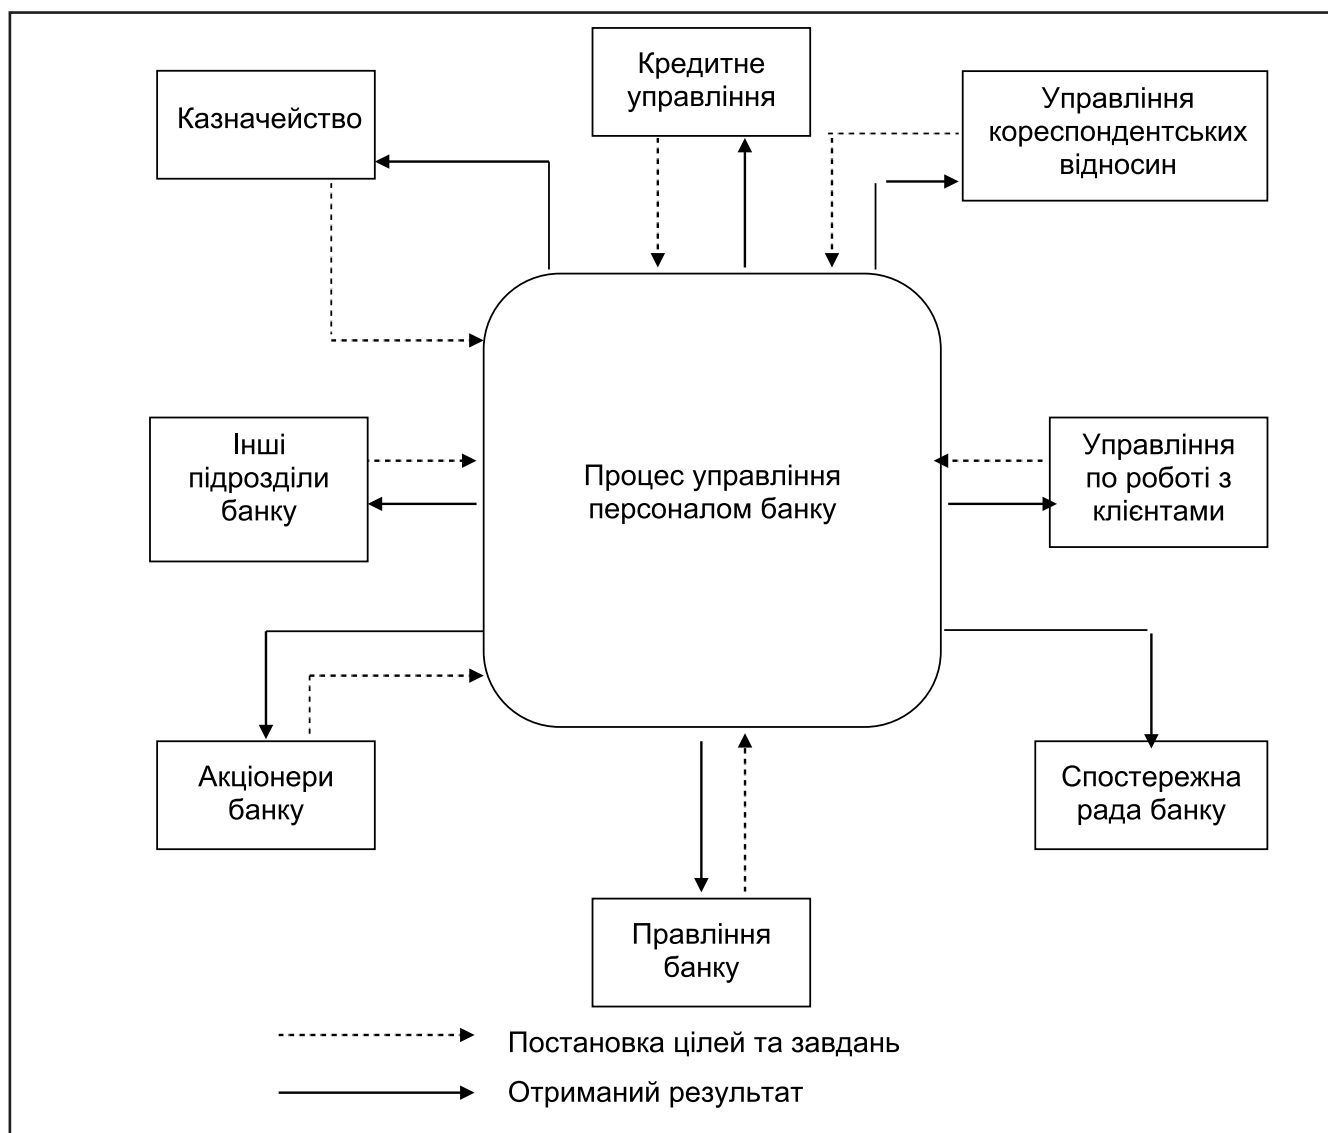 Кредитне
управління
Казначейство
Управління
кореспондентських
відносин
Інші
підрозділи
банку
Процес управління
персоналом банку
Управління
по роботі з
клієнтами
Акціонери
банку
Спостережна
рада банку
Правління
банку
Постановка цілей та завдань
Отриманий результат